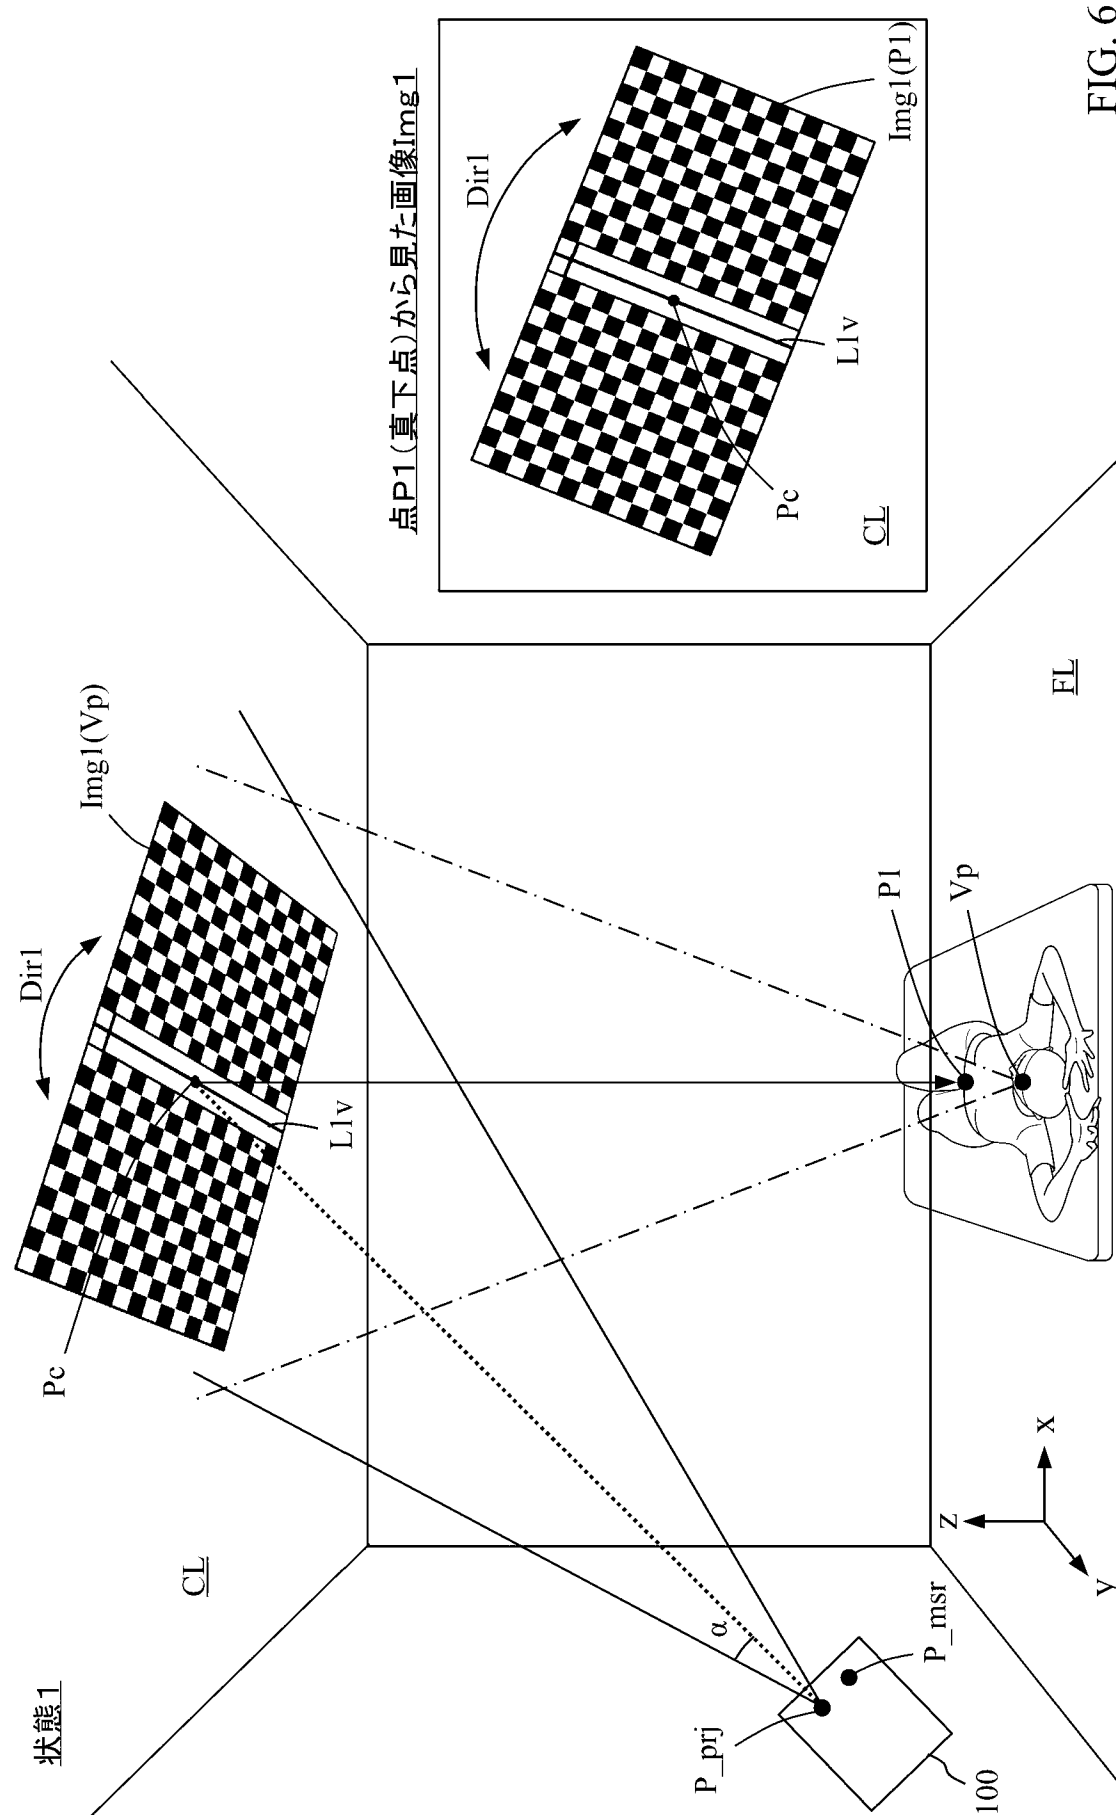 状態1
CL
Pc
Dir1
Img1(Vp)
L1v
α
P_prj
P_msr
100
z
x
y
P1
Vp
FL
点P1(真下点)から見た画像Img1
Dir1
Img1(P1)
L1v
Pc
CL
FIG. 6